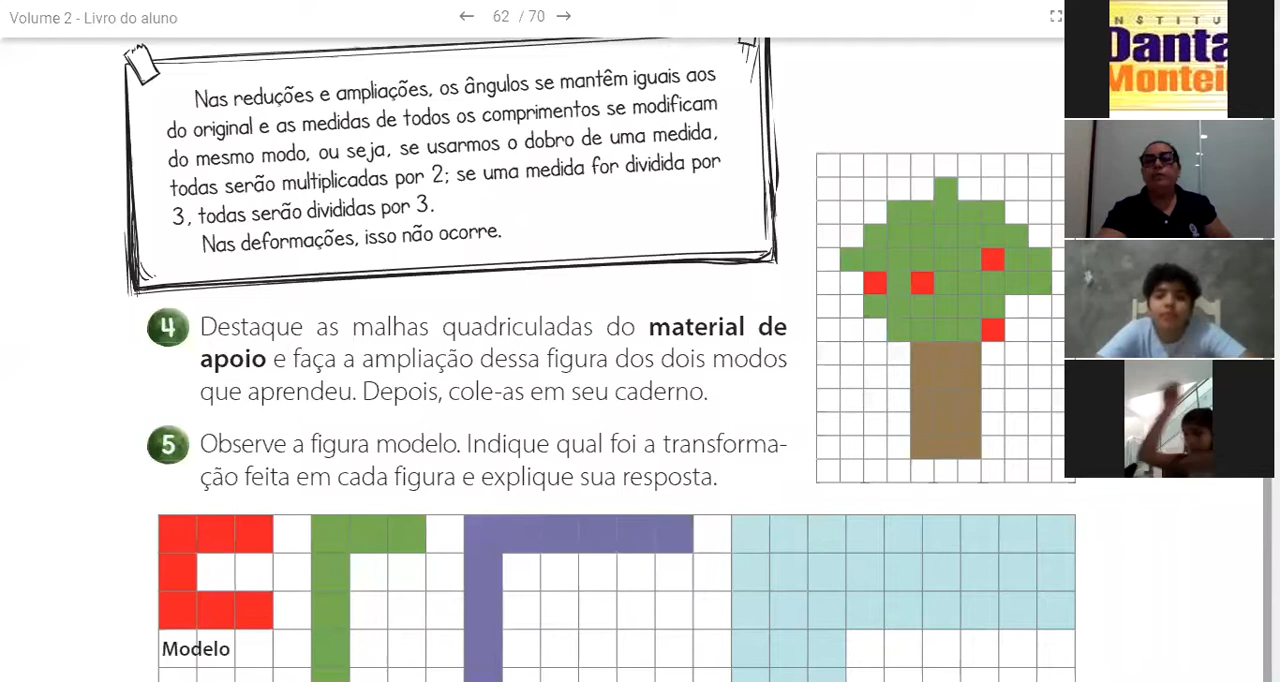 Volume 2 - Livro do aluno
← 62 / 70 →
Nas reduções e ampliações, os ângulos se mantêm iguais aos
do original e as medidas de todos os comprimentos se modificam
do mesmo modo, ou seja, se usarmos o dobro de uma medida,
todas serão multiplicadas por 2; se uma medida for dividida por
3, todas serão divididas por 3.
Nas deformações, isso não ocorre.
4 Destaque as malhas quadriculadas do material de
apoio e faça a ampliação dessa figura dos dois modos
que aprendeu. Depois, cole-as em seu caderno.
5 Observe a figura modelo. Indique qual foi a transforma-
ção feita em cada figura e explique sua resposta.
Modelo
NSTITU
Danta
Montei